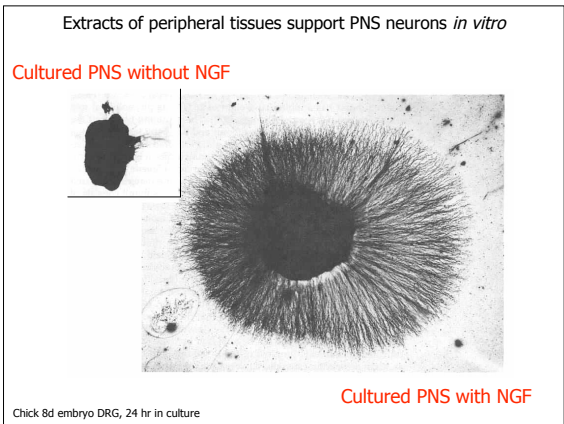 Extracts of peripheral tissues support PNS neurons in vitro
Cultured PNS without NGF
Cultured PNS with NGF
Chick 8d embryo DRG, 24 hr in culture